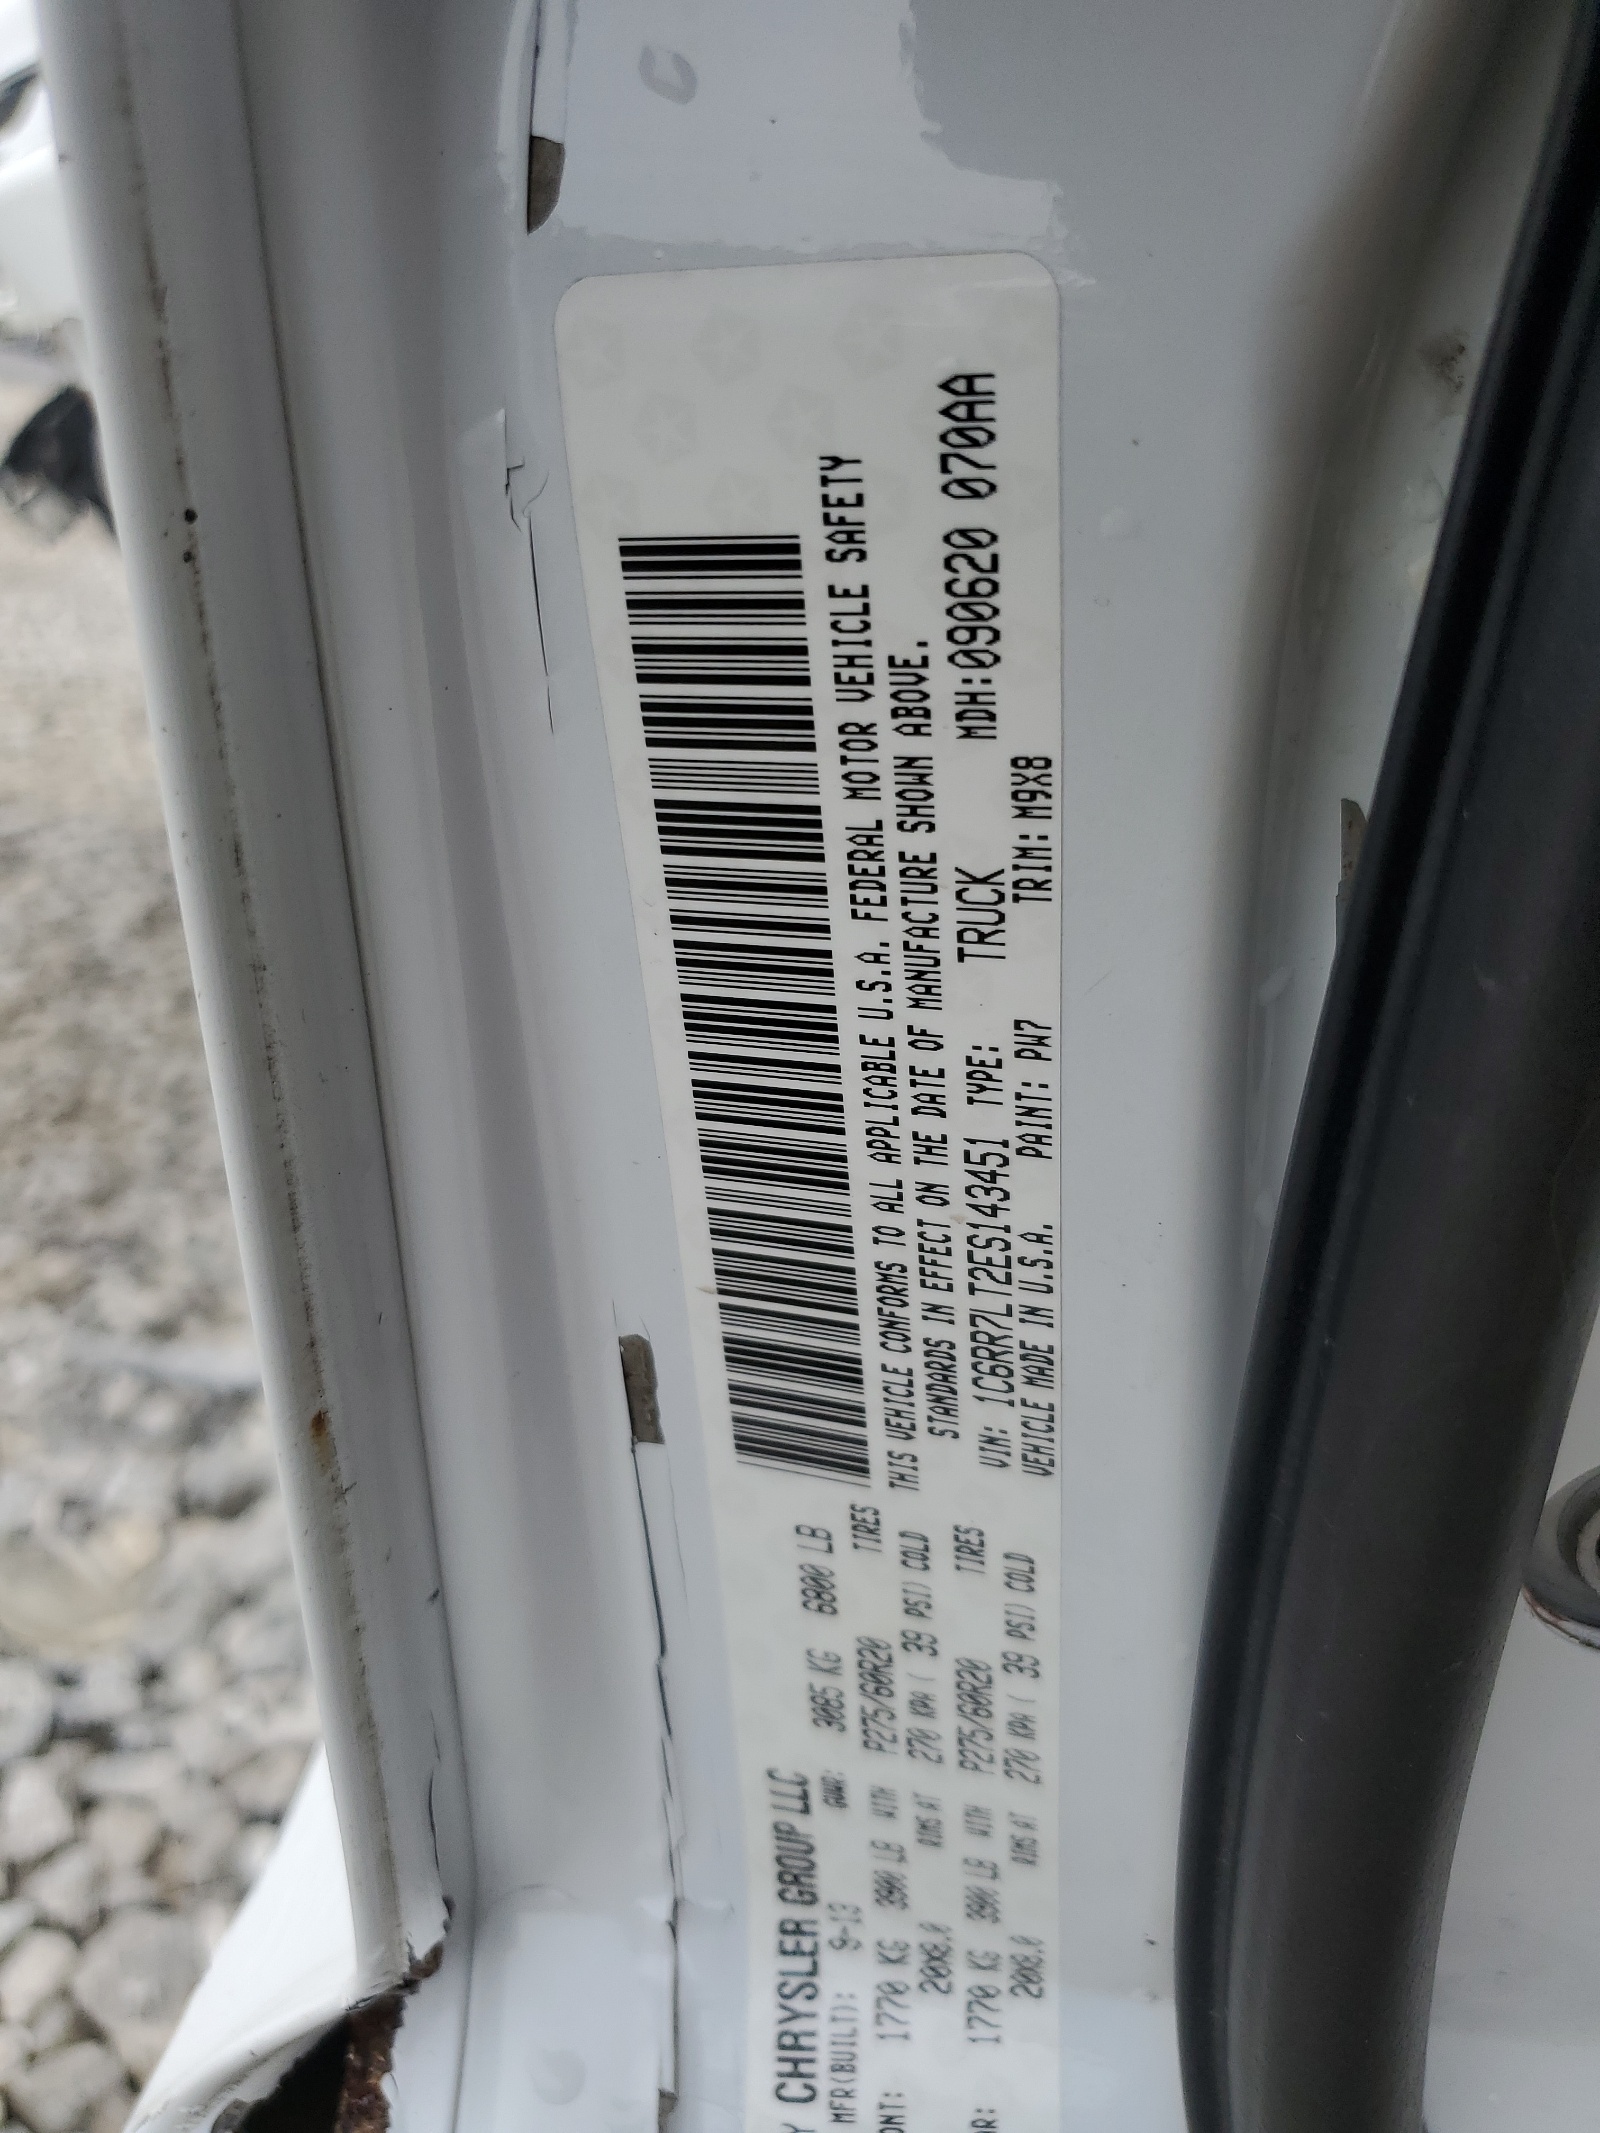 Y CHRYSLER GROUP LLC
MFR(BUILT): 9-13 GVWR: 3085 KG 6800 LB
ONT: 1770 KG 3900 LB WITH P275/60R20 TIRES
20X8.0 RIMS AT 270 KPA( 39 PSI) COLD
AR: 1770 KG 3900 LB WITH P275/60R20 TIRES
20X8.0 RIMS AT 270 KPA( 39 PSI) COLD
THIS VEHICLE CONFORMS TO ALL APPLICABLE U.S.A. FEDERAL MOTOR VEHICLE SAFETY
STANDARDS IN EFFECT ON THE DATE OF MANUFACTURE SHOWN ABOVE.
VIN: 1C6RR7LT2ES143451 TYPE: TRUCK MDH:090620 070AA
VEHICLE MADE IN U.S.A. PAINT: PW7 TRIM: M9X8
C